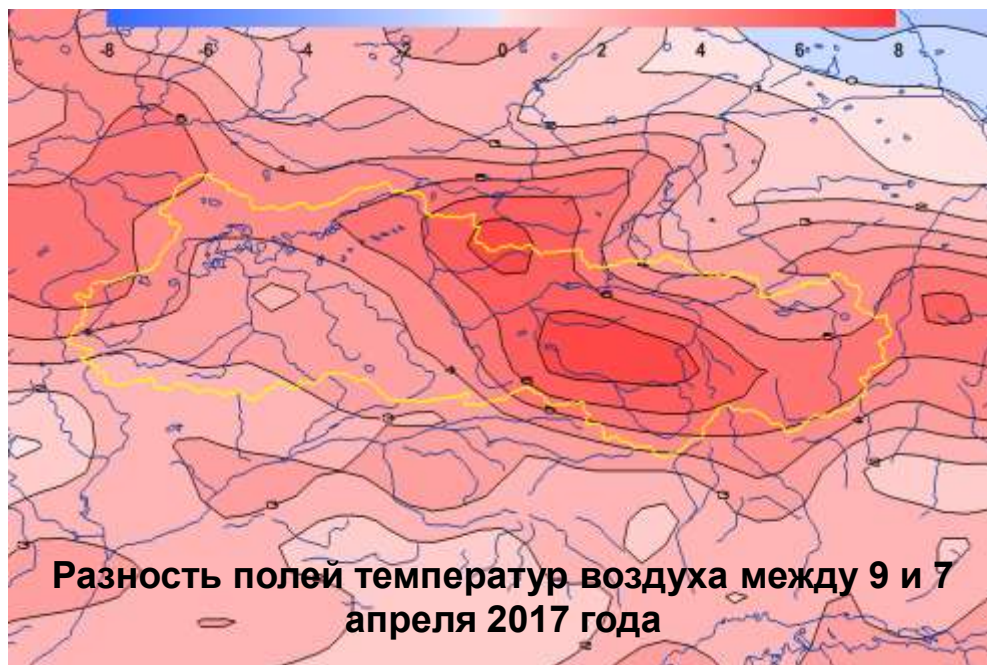 -8 -6 -4 -2 0 2 4 6 8
Разность полей температур воздуха между 9 и 7
апреля 2017 года